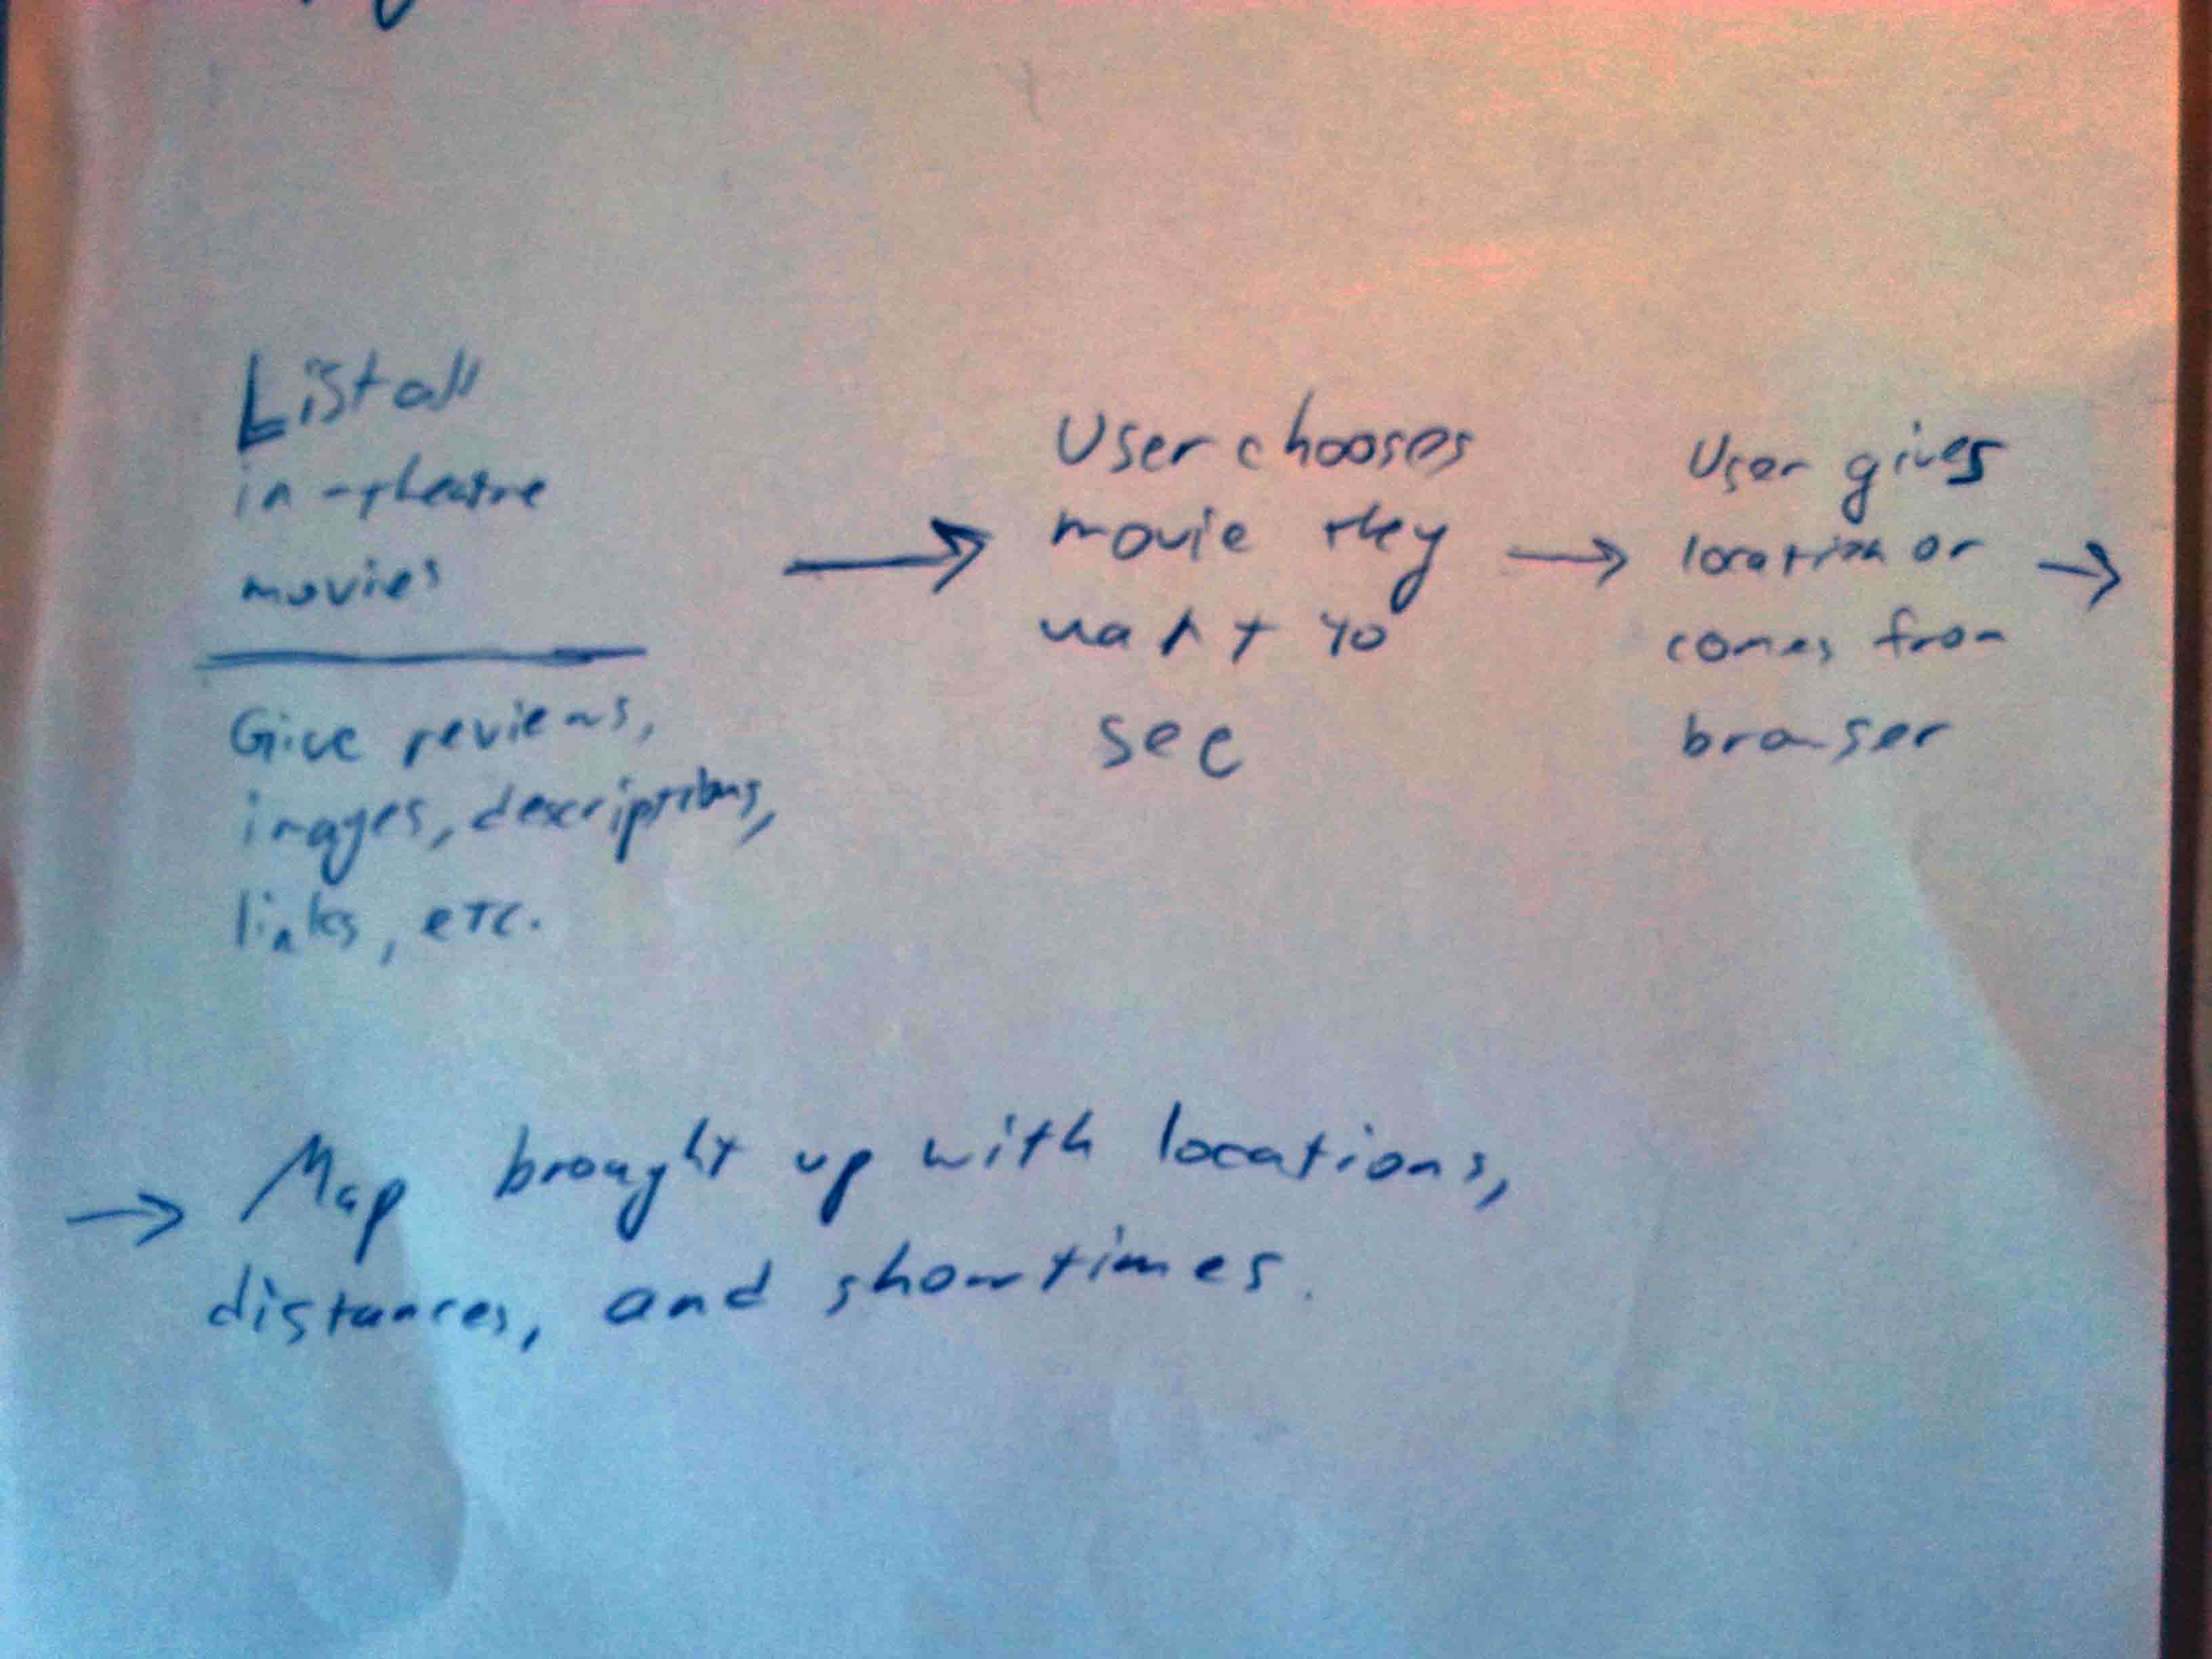 List all
in-theatre
movies
Give reviews,
images, descriptions,
links, etc.
User chooses
movie they
want to
see
User gives
location or
comes from
browser
Map brought up with locations,
distances, and showtimes.